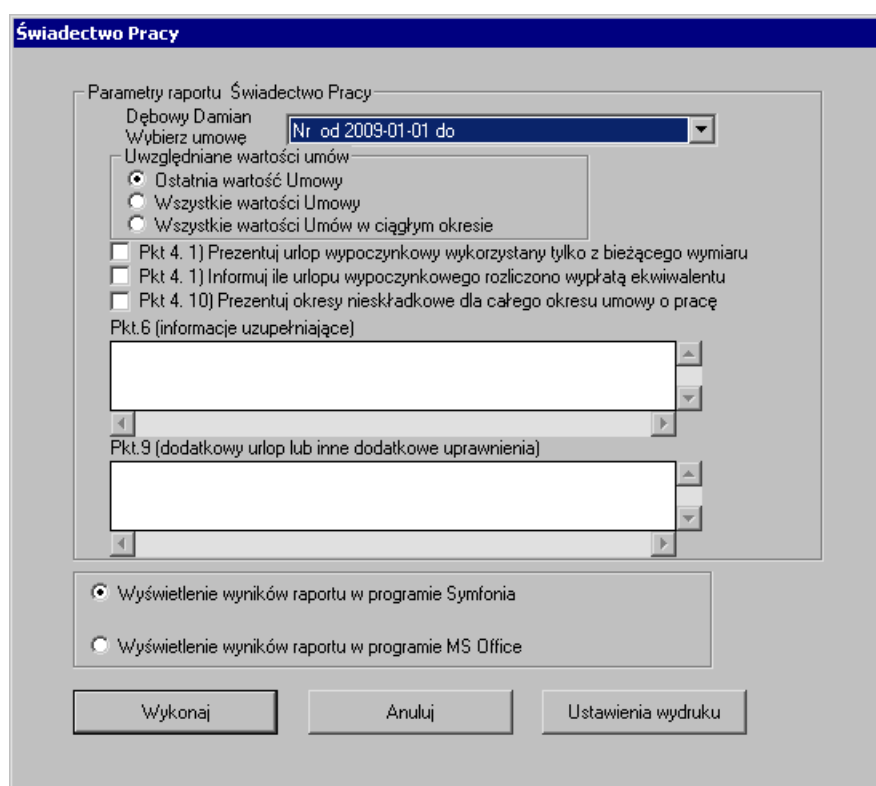 Świadectwo Pracy
Parametry raportu Świadectwo Pracy
Dębowy Damian
Wybierz umowę
Nr od 2009-01-01 do
Uwzględniane wartości umów
Ostatnia wartość Umowy
Wszystkie wartości Umowy
Wszystkie wartości Umów w ciągłym okresie
Pkt 4. 1) Prezentuj urlop wypoczynkowy wykorzystany tylko z bieżącego wymiaru
Pkt 4. 1) Informuj ile urlopu wypoczynkowego rozliczono wypłatą ekwiwalentu
Pkt 4. 10) Prezentuj okresy nieskładkowe dla całego okresu umowy o pracę
Pkt.6 (informacje uzupełniające)
Pkt.9 (dodatkowy urlop lub inne dodatkowe uprawnienia)
Wyświetlenie wyników raportu w programie Symfonia
Wyświetlenie wyników raportu w programie MS Office
Wykonaj Anuluj Ustawienia wydruku